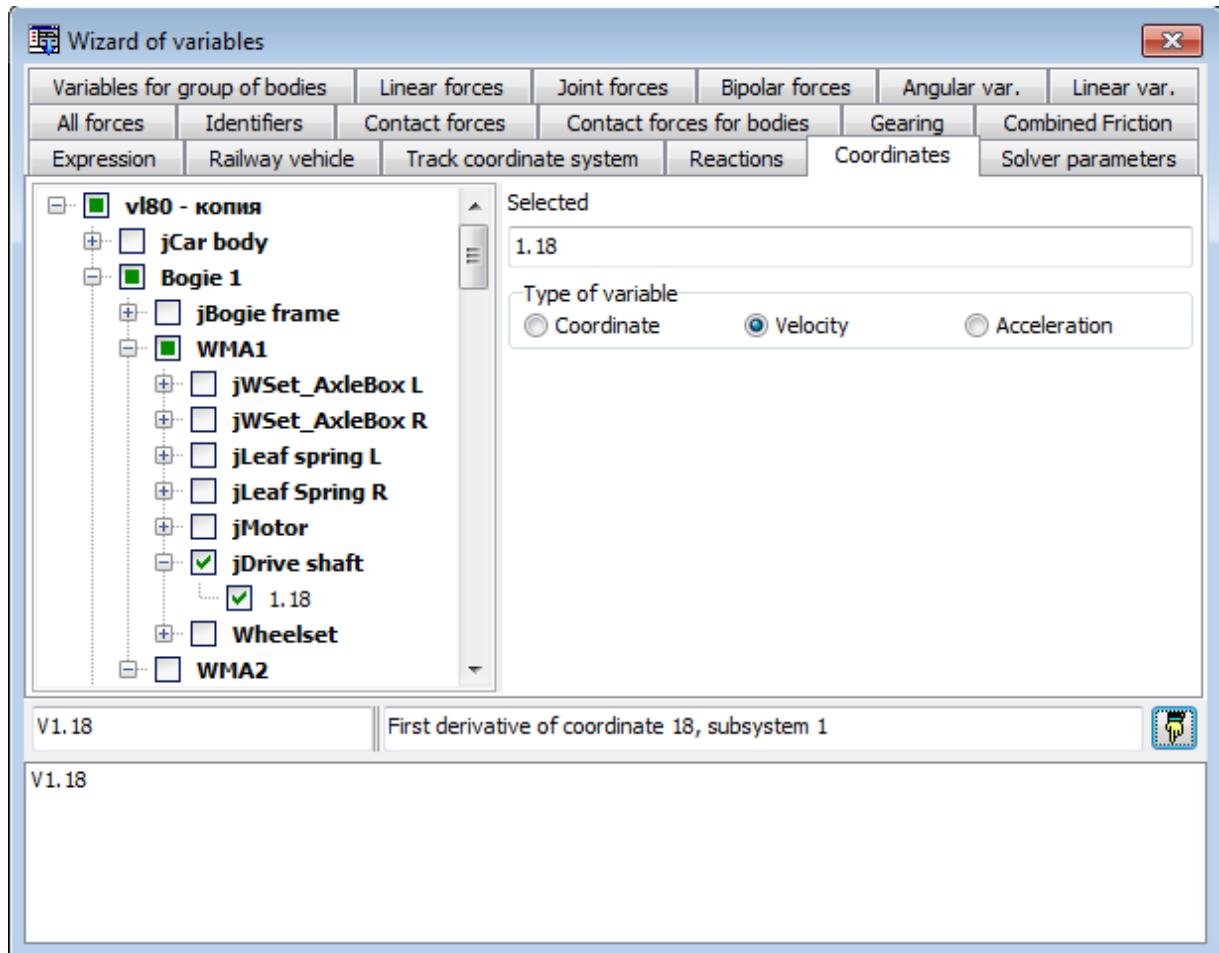 Wizard of variables
Variables for group of bodies Linear forces Joint forces Bipolar forces Angular var. Linear var.
All forces Identifiers Contact forces Contact forces for bodies Gearing Combined Friction
Expression Railway vehicle Track coordinate system Reactions Coordinates Solver parameters
vl80 - копия
jCar body
Bogie 1
jBogie frame
WMA1
jWSet_AxleBox L
jWSet_AxleBox R
jLeaf spring L
jLeaf Spring R
jMotor
jDrive shaft
1.18
Wheelset
WMA2
Selected
1.18
Type of variable
Coordinate Velocity Acceleration
V1.18 First derivative of coordinate 18, subsystem 1
V1.18